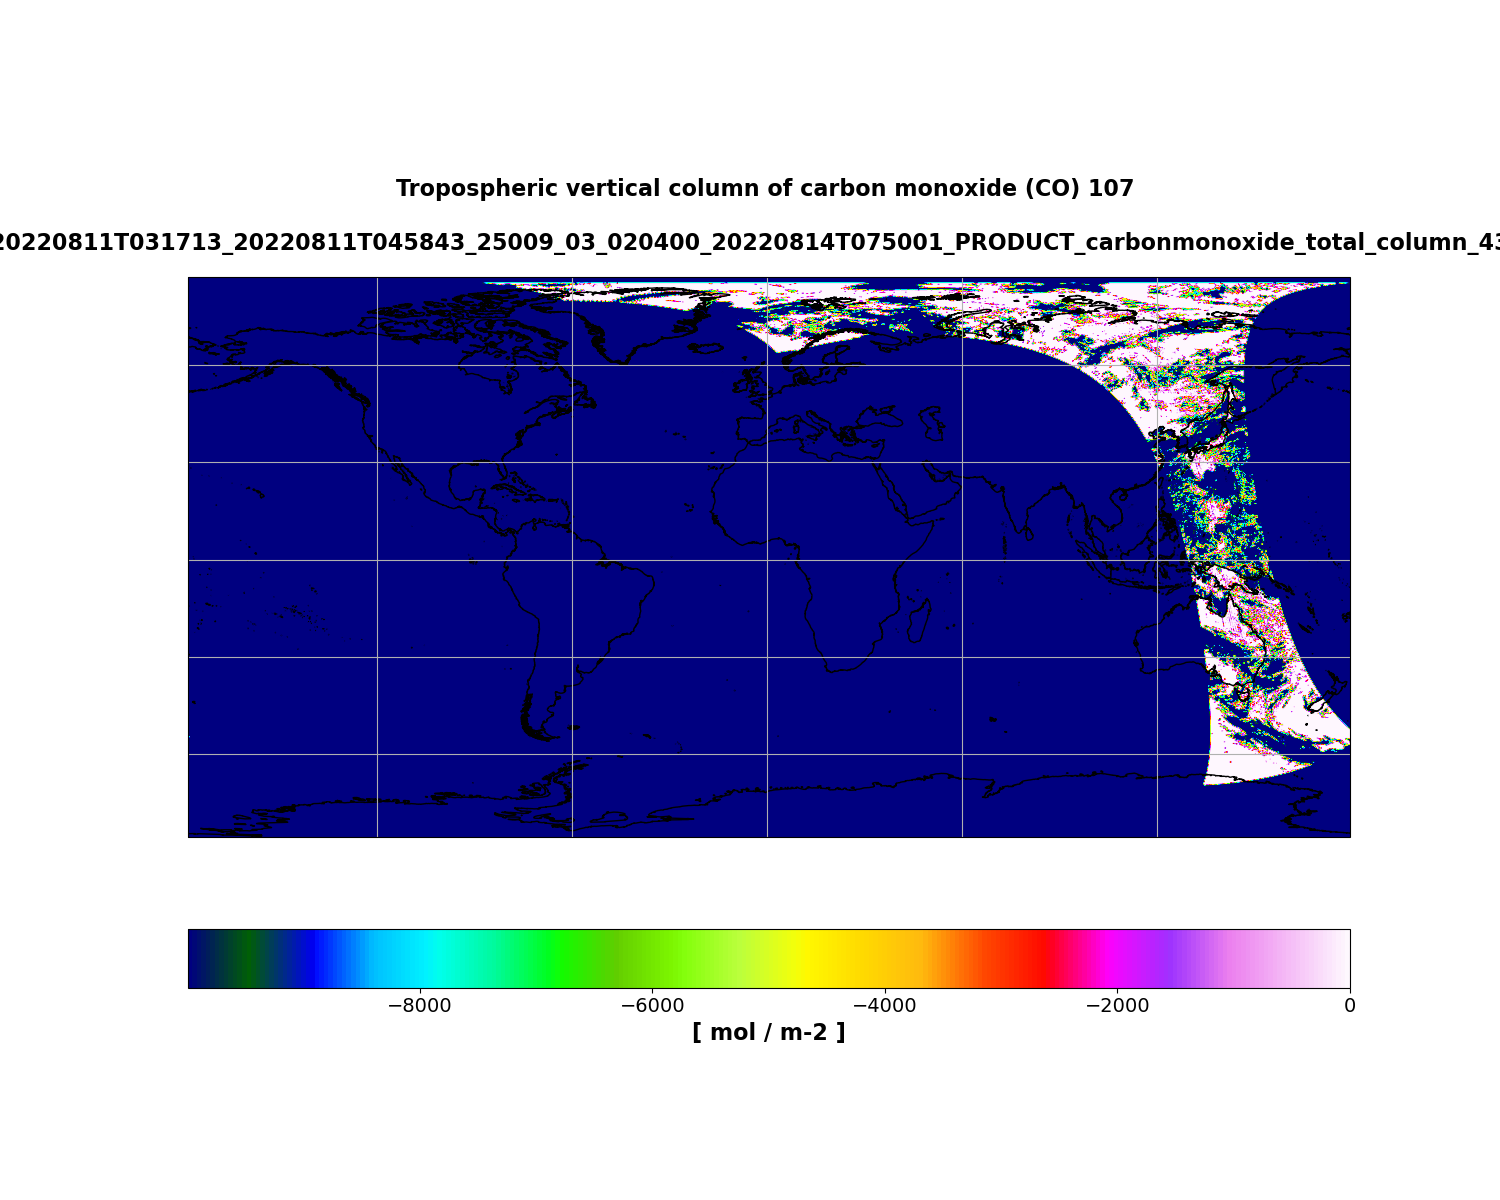 Tropospheric vertical column of carbon monoxide (CO) 107
20220811T031713_20220811T045843_25009_03_020400_20220814T075001_PRODUCT_carbonmonoxide_total_column_43
−8000 −6000 −4000 −2000 0
[ mol / m-2 ]